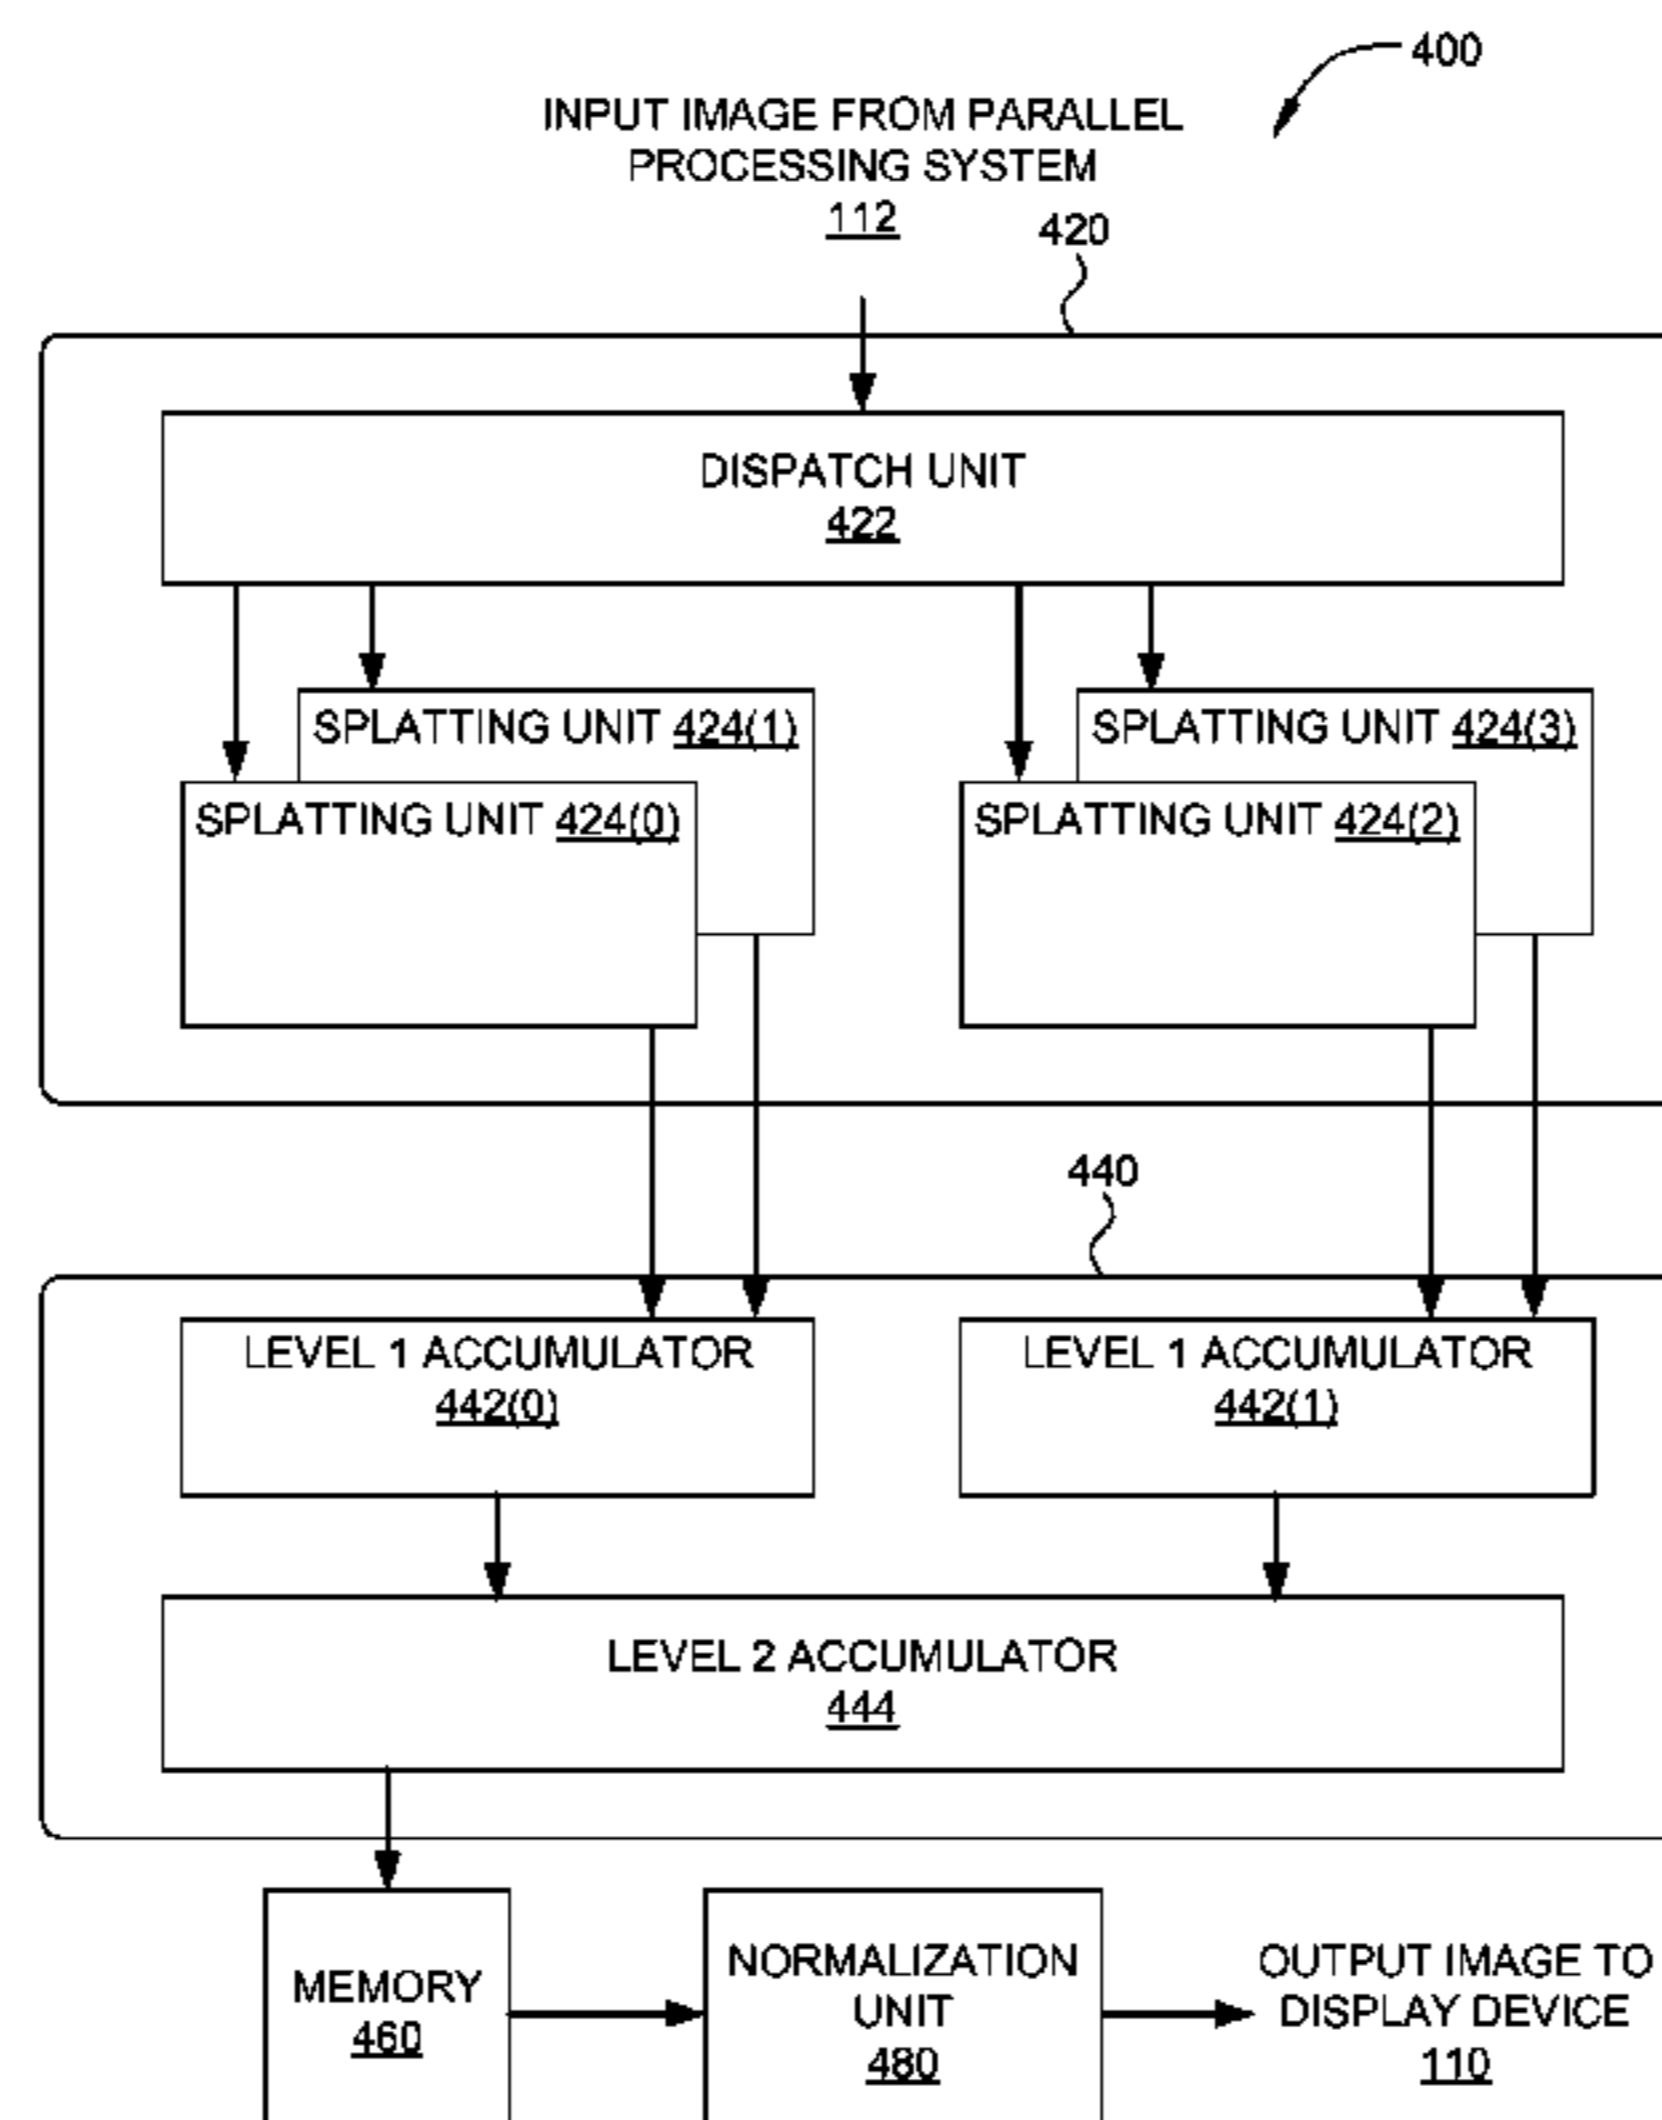 400
INPUT IMAGE FROM PARALLEL
PROCESSING SYSTEM
112
420
DISPATCH UNIT
422
SPLATTING UNIT 424(1)
SPLATTING UNIT 424(3)
SPLATTING UNIT 424(0)
SPLATTING UNIT 424(2)
440
LEVEL 1 ACCUMULATOR
442(0)
LEVEL 1 ACCUMULATOR
442(1)
LEVEL 2 ACCUMULATOR
444
MEMORY
460
NORMALIZATION
UNIT
480
OUTPUT IMAGE TO
DISPLAY DEVICE
110